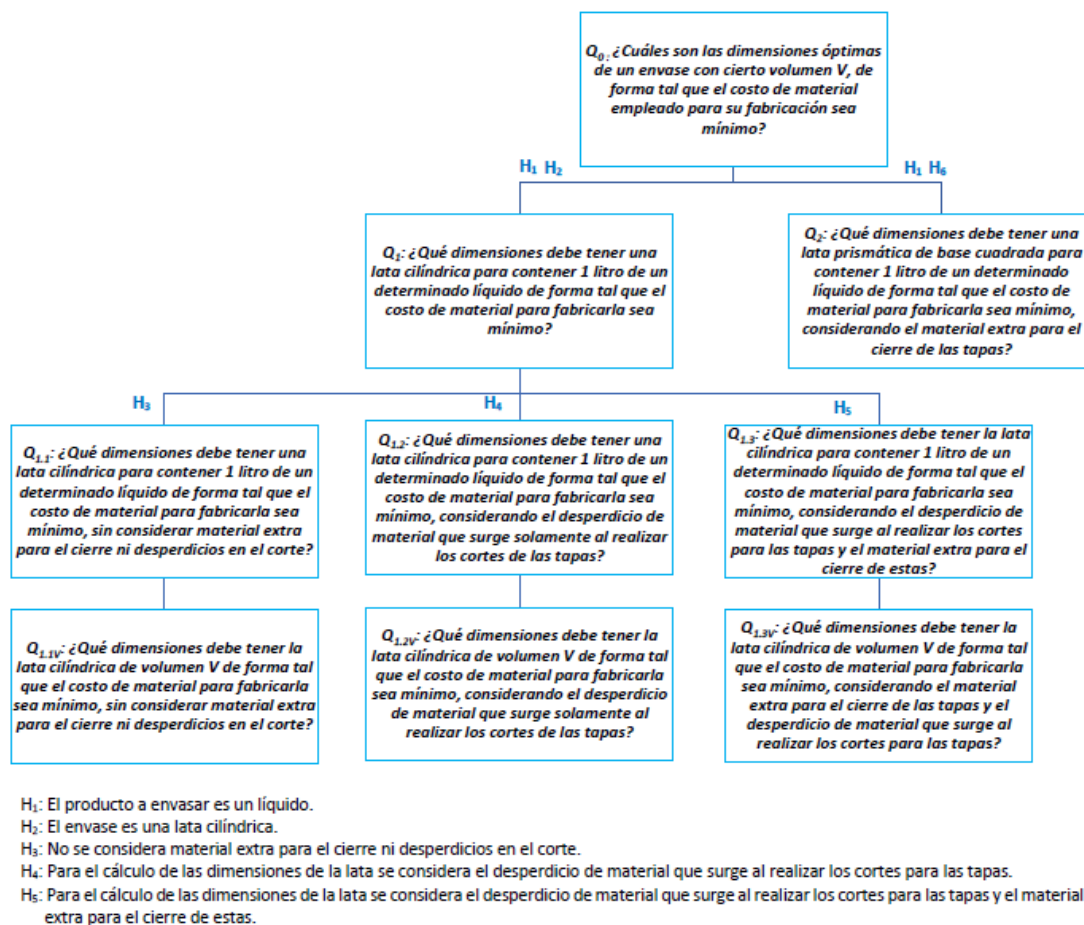 Q0: ¿Cuáles son las dimensiones óptimas
de un envase con cierto volumen V, de
forma tal que el costo de material
empleado para su fabricación sea
mínimo?
H1 H2
H1 H6
Q1: ¿Qué dimensiones debe tener una
lata cilíndrica para contener 1 litro de un
determinado líquido de forma tal que el
costo de material para fabricarla sea
mínimo?
Q2: ¿Qué dimensiones debe tener una
lata prismática de base cuadrada para
contener 1 litro de un determinado
líquido de forma tal que el costo de
material para fabricarla sea mínimo,
considerando el material extra para el
cierre de las tapas?
H3
H4
H5
Q1.1: ¿Qué dimensiones debe tener una
lata cilíndrica para contener 1 litro de un
determinado líquido de forma tal que el
costo de material para fabricarla sea
mínimo, sin considerar material extra
para el cierre ni desperdicios en el corte?
Q1.2: ¿Qué dimensiones debe tener una
lata cilíndrica para contener 1 litro de un
determinado líquido de forma tal que el
costo de material para fabricarla sea
mínimo, considerando el desperdicio de
material que surge solamente al realizar
los cortes de las tapas?
Q1.3: ¿Qué dimensiones debe tener la lata
cilíndrica para contener 1 litro de un
determinado líquido de forma tal que el
costo de material para fabricarla sea
mínimo, considerando el desperdicio de
material que surge al realizar los cortes
para las tapas y el material extra para el
cierre de estas?
Q1.1V: ¿Qué dimensiones debe tener la
lata cilíndrica de volumen V de forma tal
que el costo de material para fabricarla
sea mínimo, sin considerar material extra
para el cierre ni desperdicios en el corte?
Q1.2V: ¿Qué dimensiones debe tener la
lata cilíndrica de volumen V de forma tal
que el costo de material para fabricarla
sea mínimo, considerando el desperdicio
de material que surge solamente al
realizar los cortes de las tapas?
Q1.3V: ¿Qué dimensiones debe tener la
lata cilíndrica de volumen V de forma tal
que el costo de material para fabricarla
sea mínimo, considerando el material
extra para el cierre de las tapas y el
desperdicio de material que surge al
realizar los cortes para las tapas?
H1: El producto a envasar es un líquido.
H2: El envase es una lata cilíndrica.
H3: No se considera material extra para el cierre ni desperdicios en el corte.
H4: Para el cálculo de las dimensiones de la lata se considera el desperdicio de material que surge al realizar los cortes para las tapas.
H5: Para el cálculo de las dimensiones de la lata se considera el desperdicio de material que surge al realizar los cortes para las tapas y el material
extra para el cierre de estas.